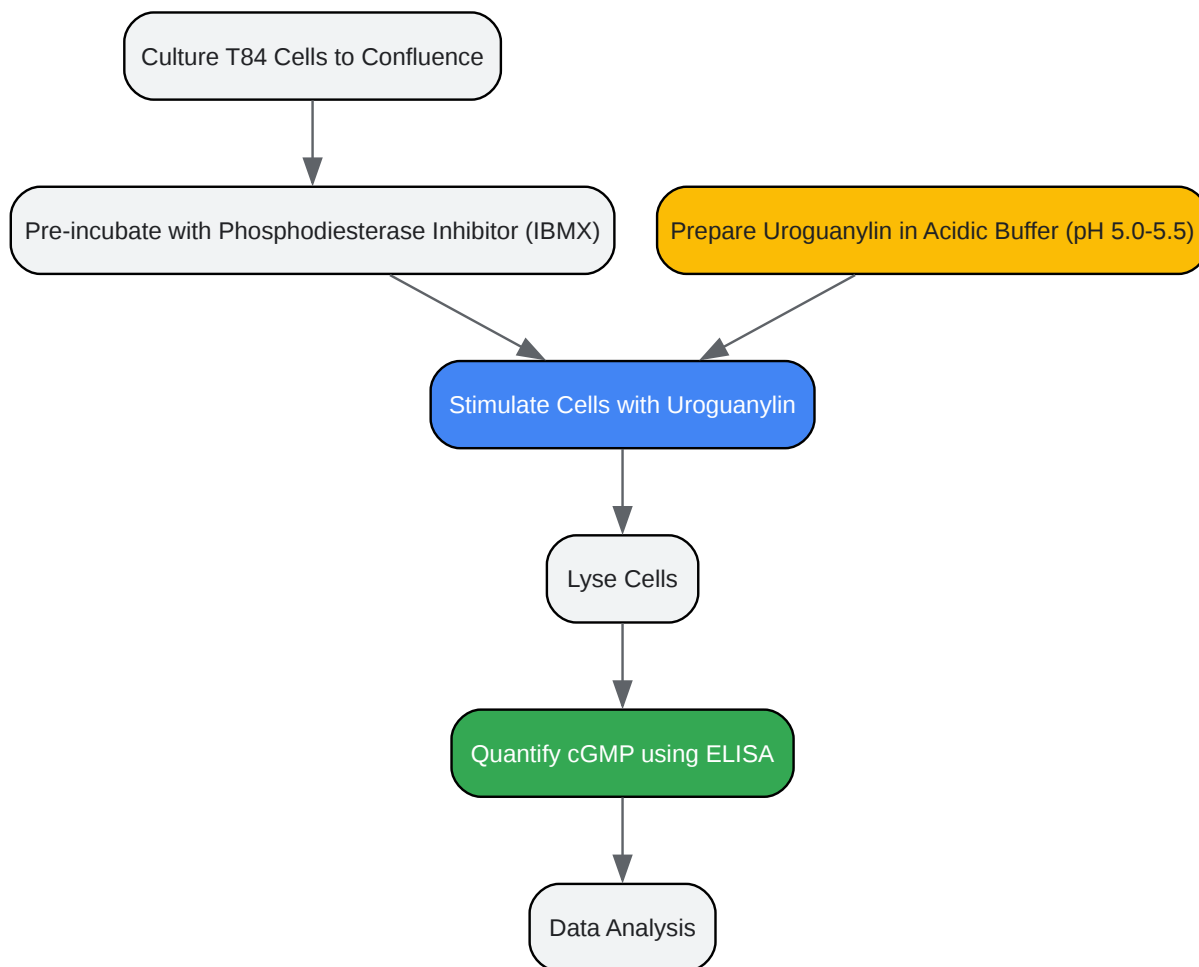 Culture T84 Cells to Confluence
Pre-incubate with Phosphodiesterase Inhibitor (IBMX)
Prepare Uroguanylin in Acidic Buffer (pH 5.0-5.5)
Stimulate Cells with Uroguanylin
Lyse Cells
Quantify cGMP using ELISA
Data Analysis